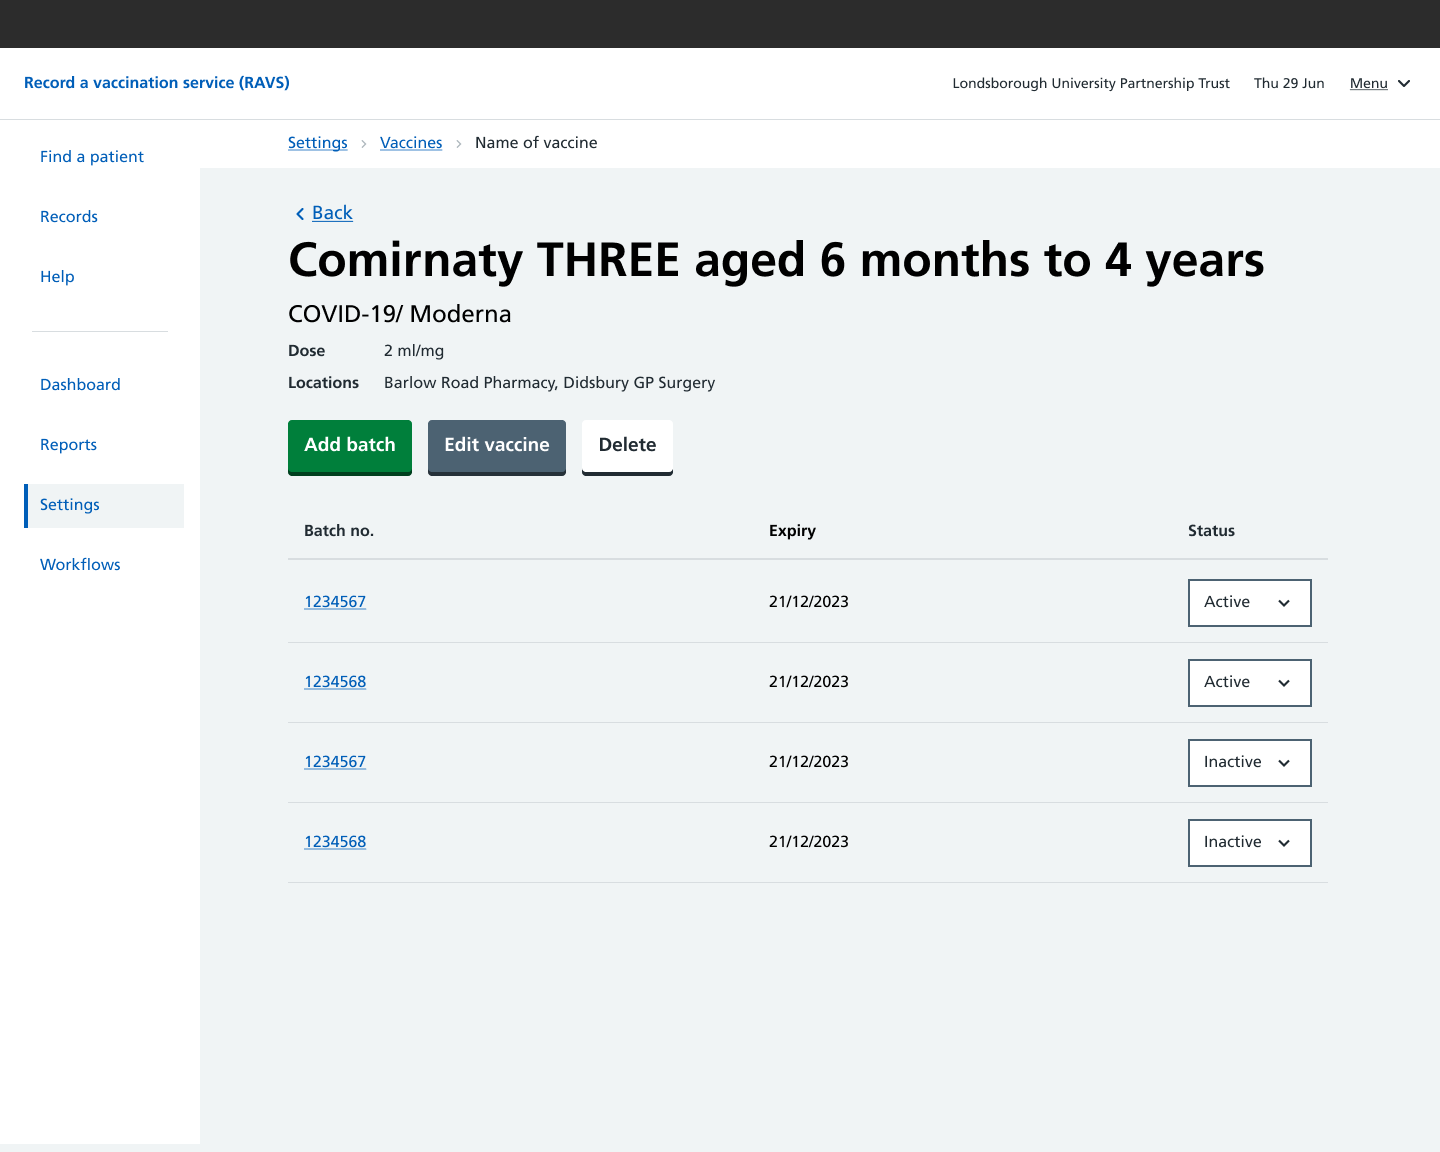 Record a vaccination service (RAVS)
Londsborough University Partnership Trust Thu 29 Jun Menu
Settings Vaccines Name of vaccine
Find a patient
Records
Help
Dashboard
Reports
Settings
Workflows
Back
Comirnaty THREE aged 6 months to 4 years
COVID-19/ Moderna
Dose 2 ml/mg
Locations Barlow Road Pharmacy, Didsbury GP Surgery
Add batch Edit vaccine Delete
Batch no. Expiry Status
1234567 21/12/2023 Active
1234568 21/12/2023 Active
1234567 21/12/2023 Inactive
1234568 21/12/2023 Inactive